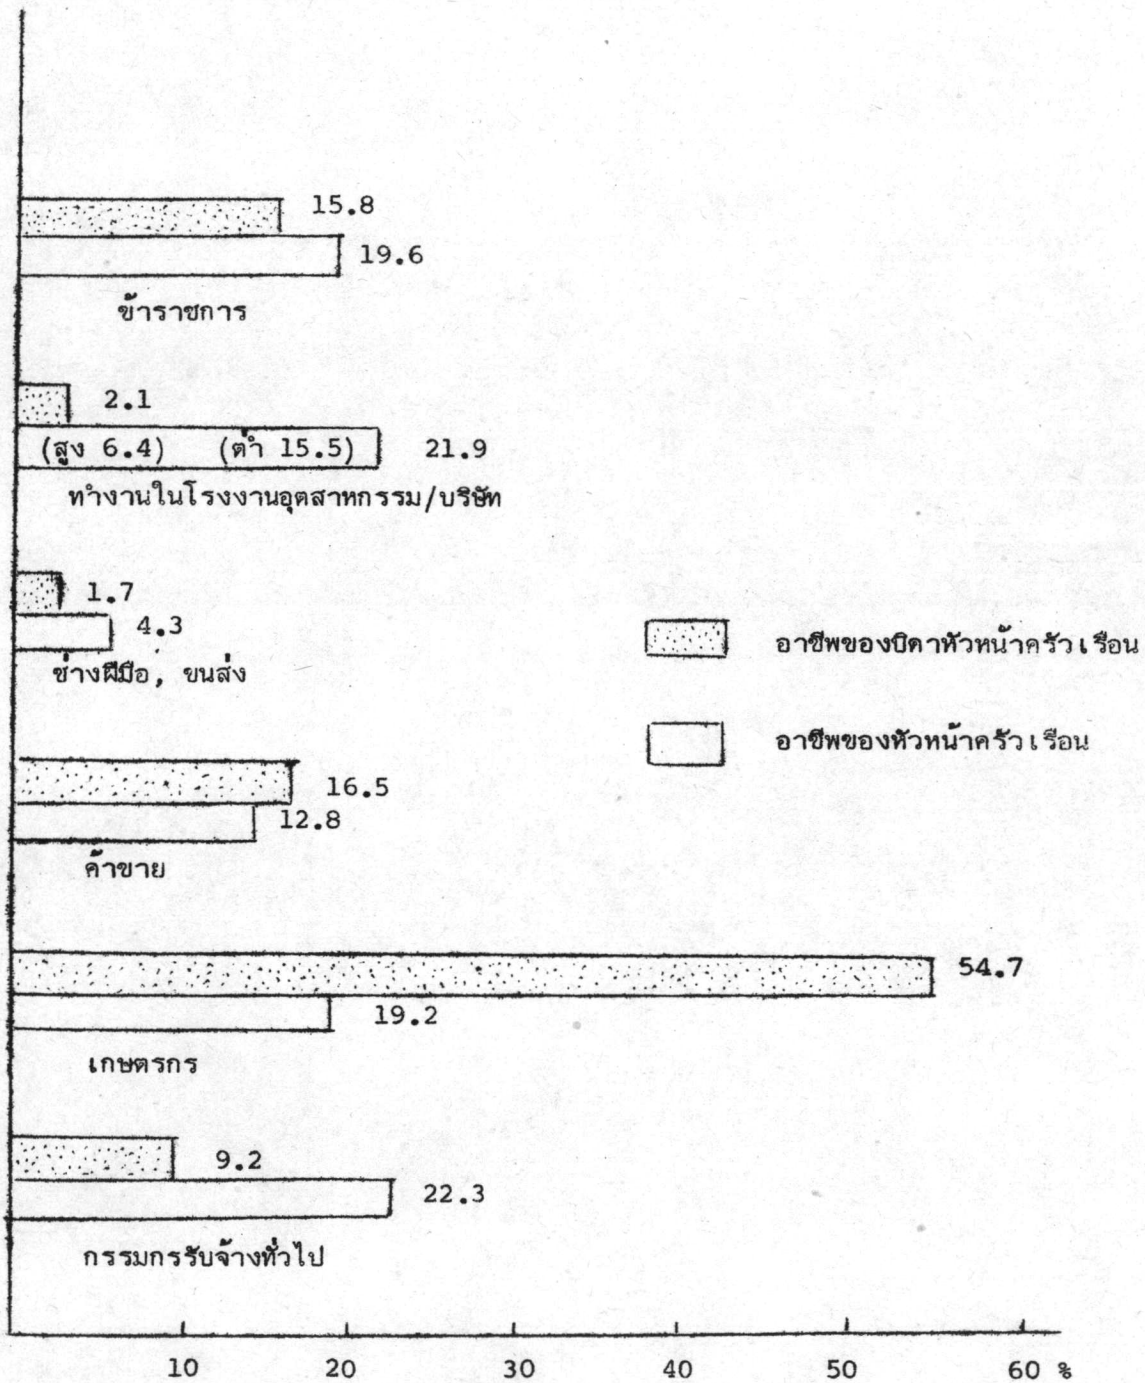 15.8
19.6
ข้าราชการ
2.1
(สูง 6.4) (ต่ำ 15.5) 21.9
ทำงานในโรงงานอุตสาหกรรม/บริษัท
1.7
4.3
ช่างฝีมือ, ขนส่ง
อาชีพของบิดาหัวหน้าครัวเรือน
อาชีพของหัวหน้าครัวเรือน
16.5
12.8
ค้าขาย
54.7
19.2
เกษตรกร
9.2
22.3
กรรมกรรับจ้างทั่วไป
10 20 30 40 50 60 %